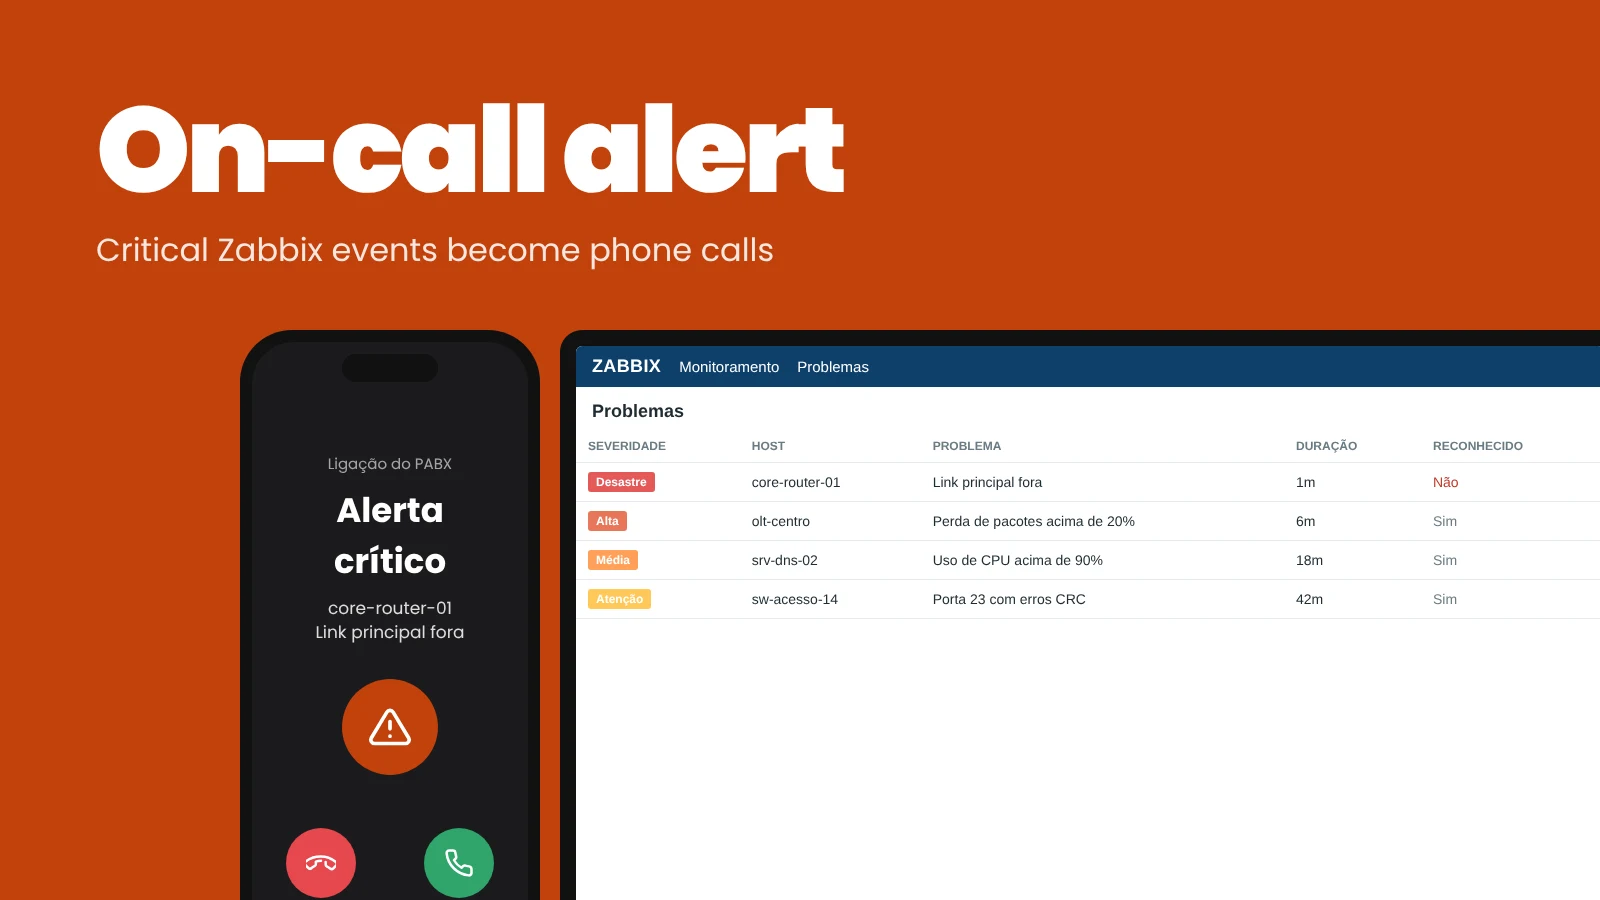 On-call alert
Critical Zabbix events become phone calls
Ligação do PABX
Alerta
crítico
core-router-01
Link principal fora
ZABBIX Monitoramento Problemas
Problemas
SEVERIDADE HOST PROBLEMA DURAÇÃO RECONHECIDO
Desastre core-router-01 Link principal fora 1m Não
Alta olt-centro Perda de pacotes acima de 20% 6m Sim
Média srv-dns-02 Uso de CPU acima de 90% 18m Sim
Atenção sw-acesso-14 Porta 23 com erros CRC 42m Sim